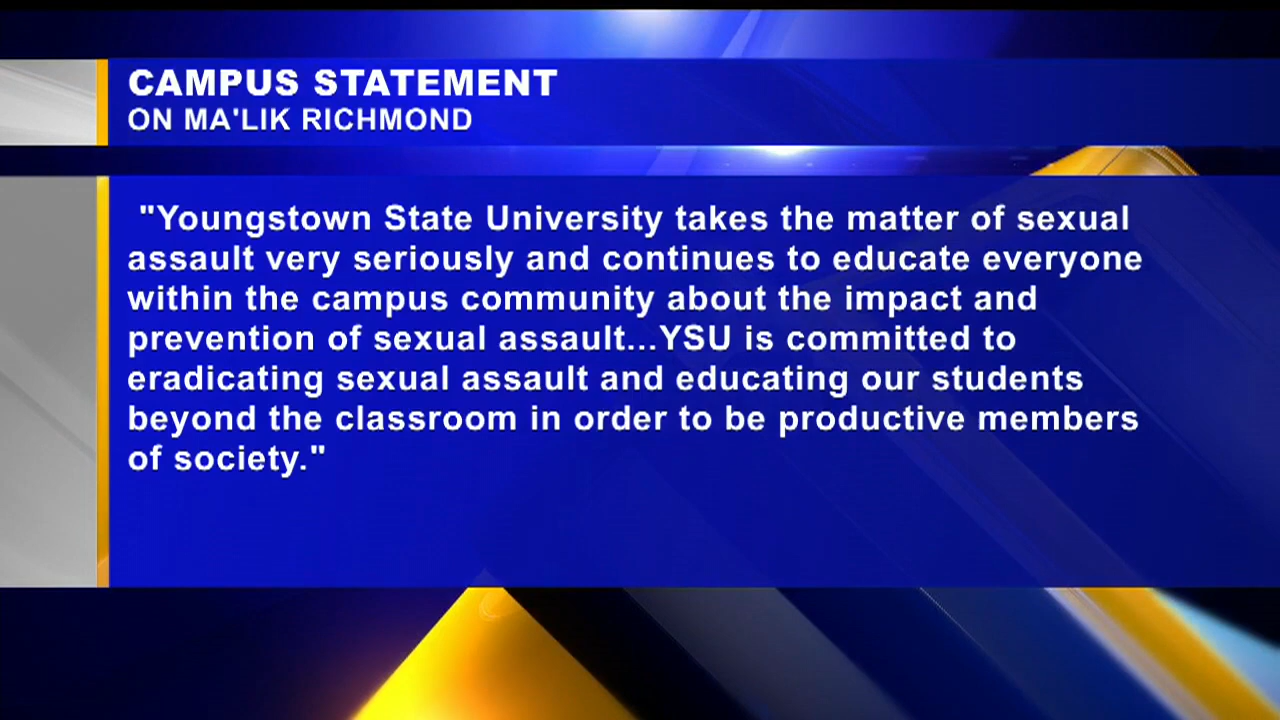 CAMPUS STATEMENT
ON MA'LIK RICHMOND
"Youngstown State University takes the matter of sexual
assault very seriously and continues to educate everyone
within the campus community about the impact and
prevention of sexual assault...YSU is committed to
eradicating sexual assault and educating our students
beyond the classroom in order to be productive members
of society."